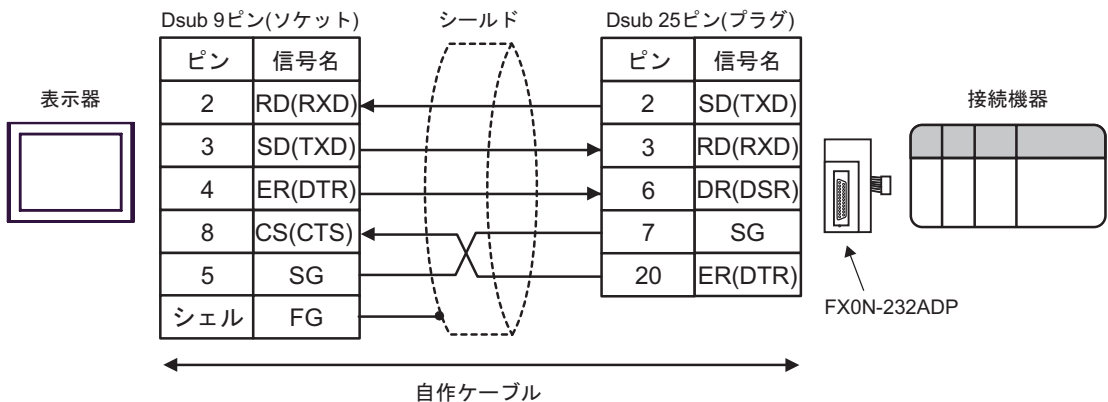 Dsub 9ピン(ソケット)
シールド
Dsub 25ピン(プラグ)
ピン 信号名
ピン 信号名
表示器
接続機器
2 RD(RXD)
2 SD(TXD)
3 SD(TXD)
3 RD(RXD)
4 ER(DTR)
6 DR(DSR)
8 CS(CTS)
7 SG
5 SG
20 ER(DTR)
シェル FG
FX0N-232ADP
自作ケーブル